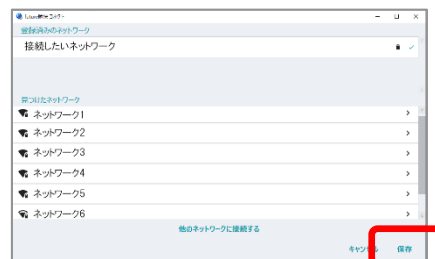 登録済みのネットワーク
接続したいネットワーク
見つけたネットワーク
ネットワーク1
ネットワーク2
ネットワーク3
ネットワーク4
ネットワーク5
ネットワーク6
他のネットワークに接続する
キャンセル 保存